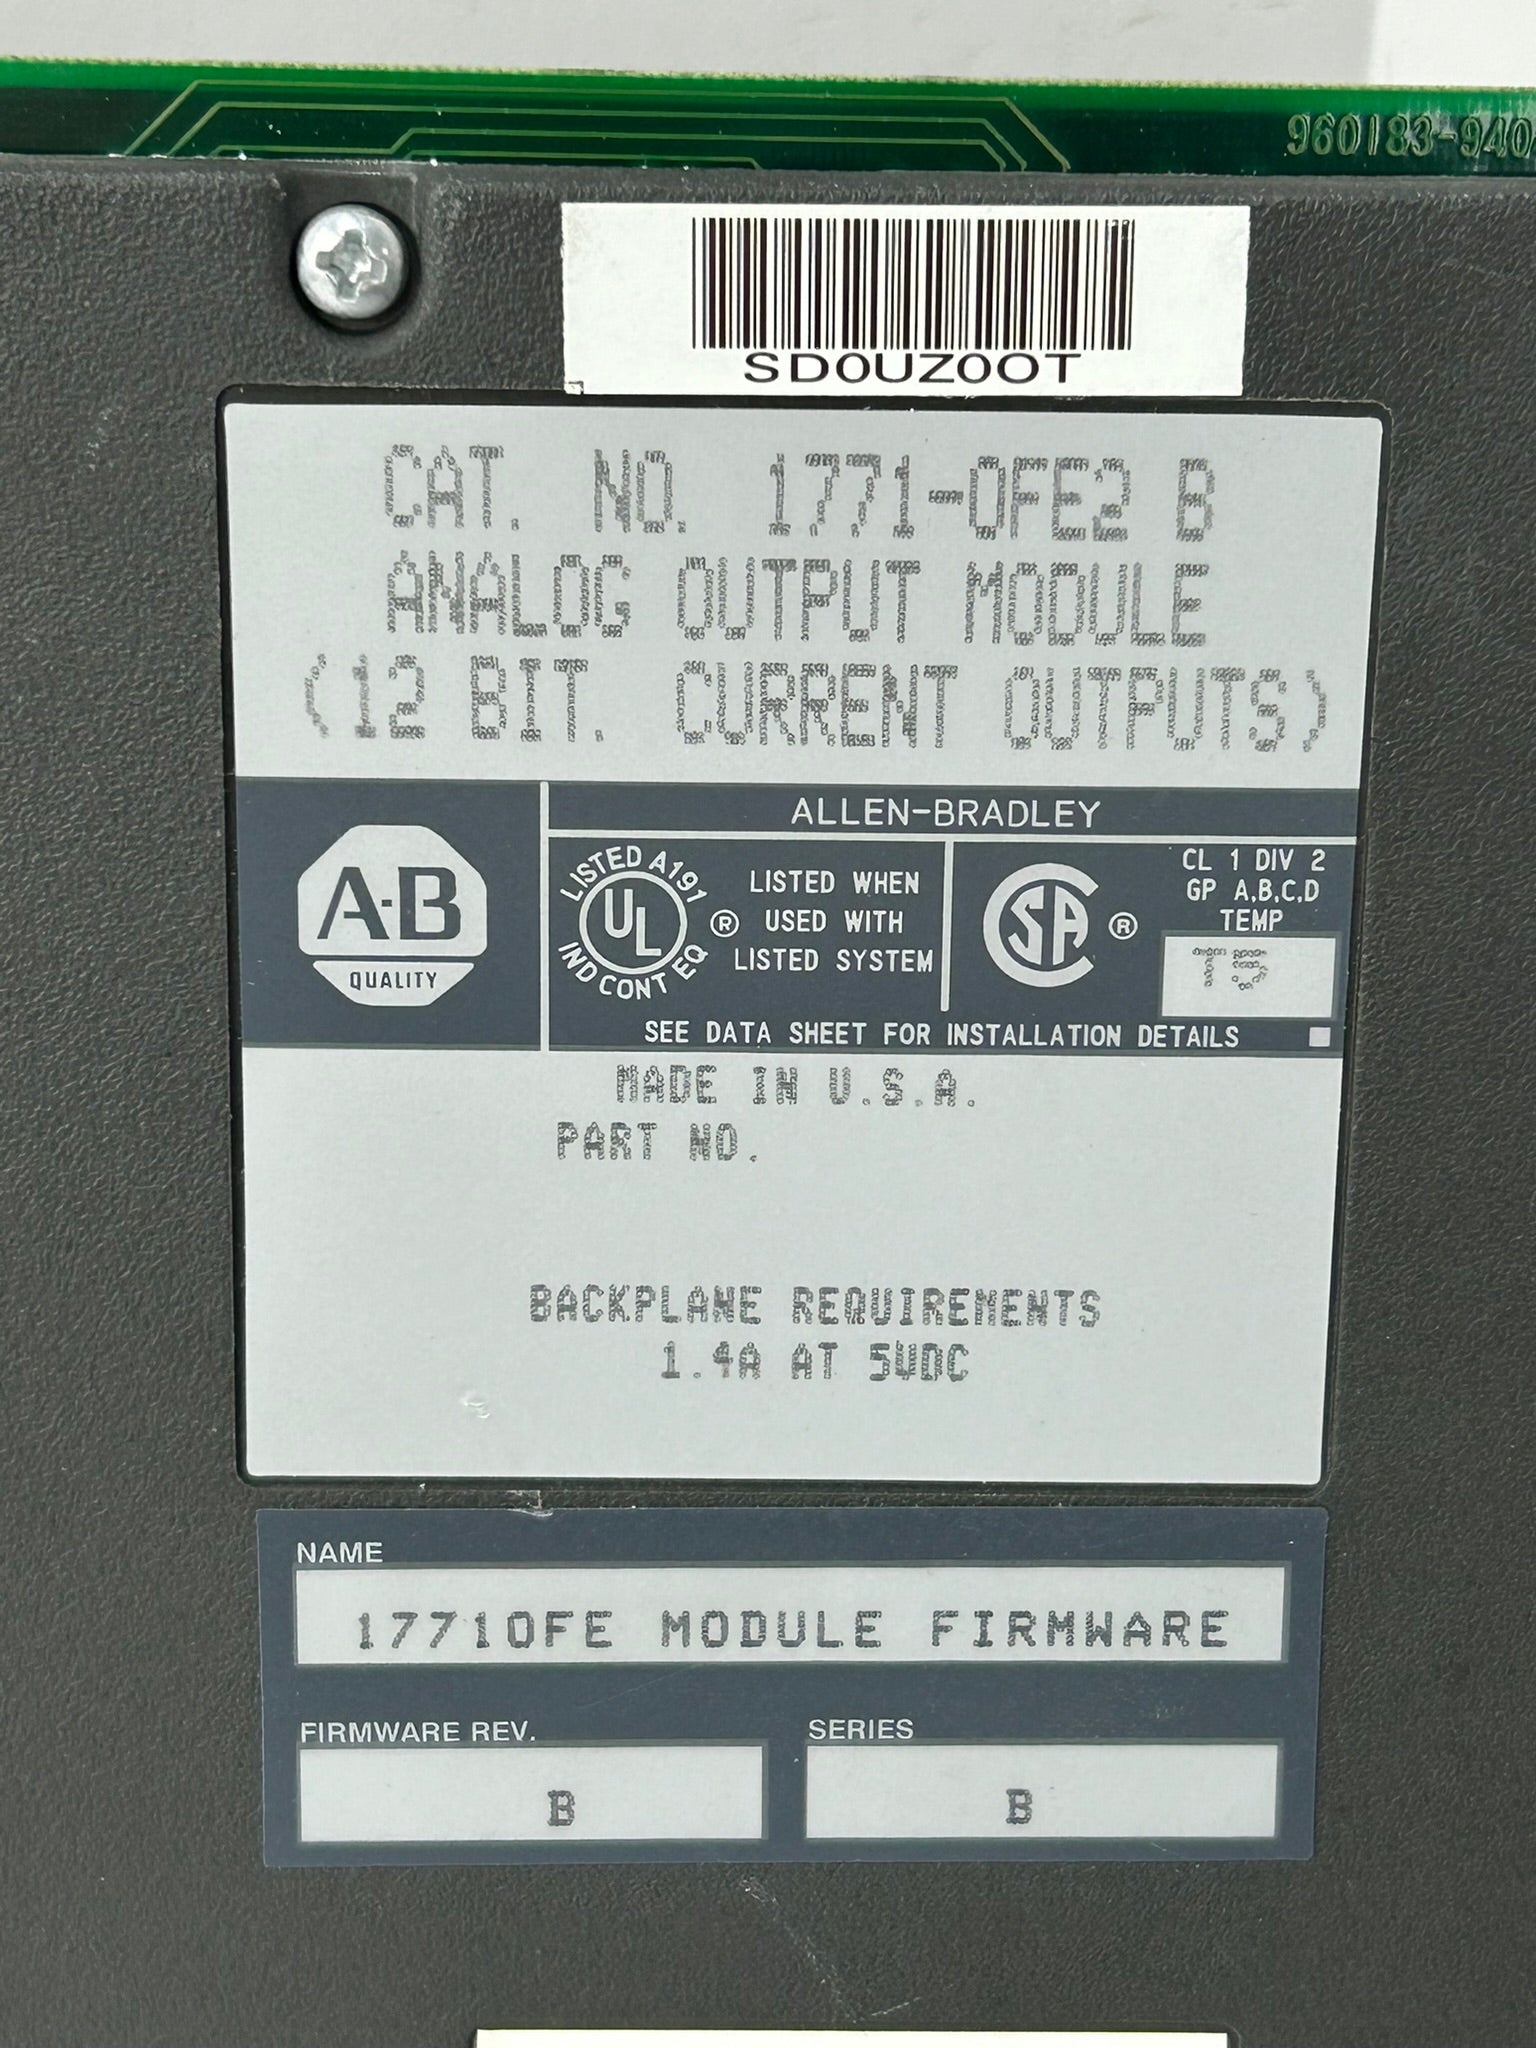 960183-940
SD0UZ00T
CAT. NO. 1771-OFE2 B
ANALOG OUTPUT MODULE
(12 BIT. CURRENT OUTPUTS)
ALLEN-BRADLEY
A-B
QUALITY
LISTED A191
UL
IND CONT EQ
®
LISTED WHEN
USED WITH
LISTED SYSTEM
SA
®
CL 1 DIV 2
GP A,B,C,D
TEMP
T5
SEE DATA SHEET FOR INSTALLATION DETAILS
MADE IN U.S.A.
PART NO.
BACKPLANE REQUIREMENTS
1.4A AT 5VDC
NAME
1771OFE MODULE FIRMWARE
FIRMWARE REV.
SERIES
B
B